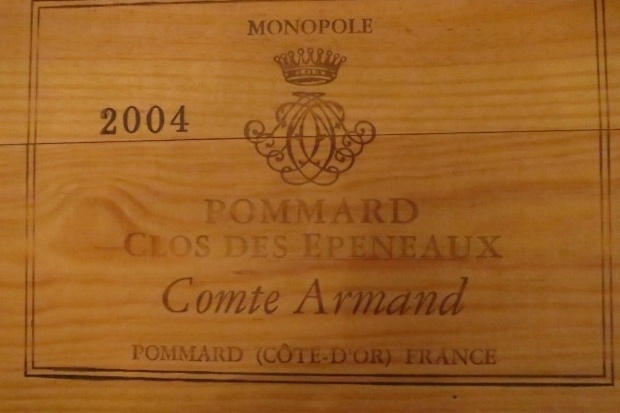 MONOPOLE
2004
POMMARD
CLOS DES EPENEAUX
Comte Armand
POMMARD (CÔTE-D'OR) FRANCE